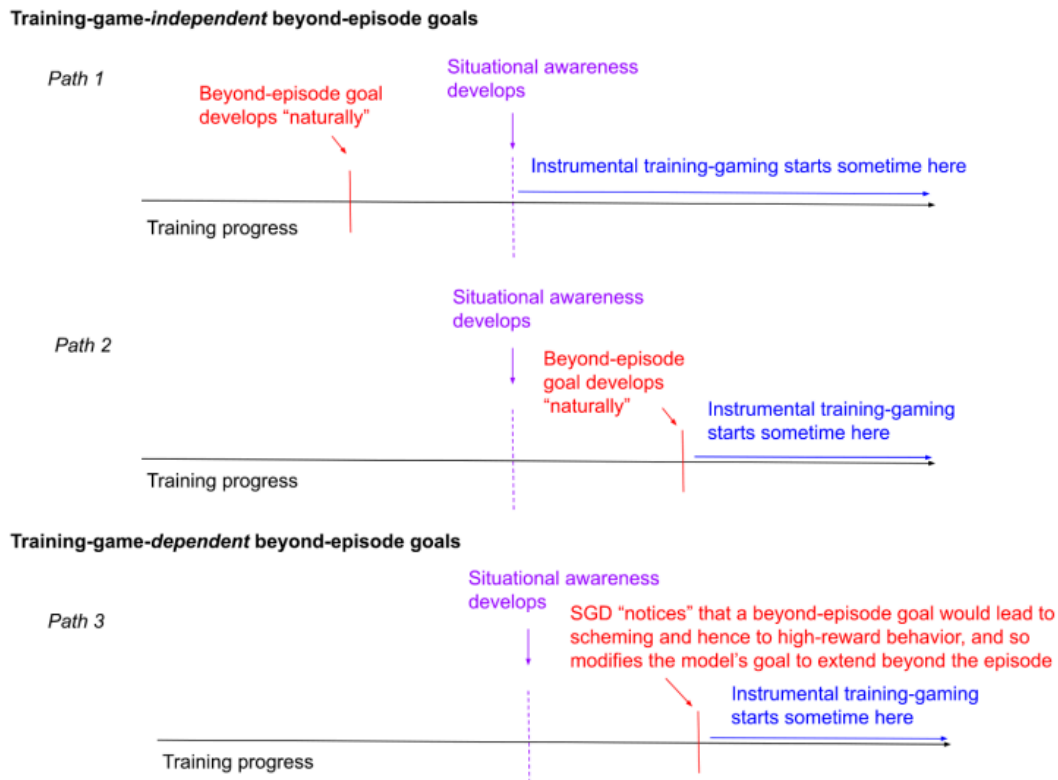 Training-game-independent beyond-episode goals
Path 1
Situational awareness
develops
Beyond-episode goal
develops “naturally”
Instrumental training-gaming starts sometime here
Training progress
Situational awareness
develops
Path 2
Beyond-episode
goal develops
“naturally”
Instrumental training-gaming
starts sometime here
Training progress
Training-game-dependent beyond-episode goals
Situational awareness
develops
Path 3
SGD “notices” that a beyond-episode goal would lead to
scheming and hence to high-reward behavior, and so
modifies the model’s goal to extend beyond the episode
Instrumental training-gaming
starts sometime here
Training progress